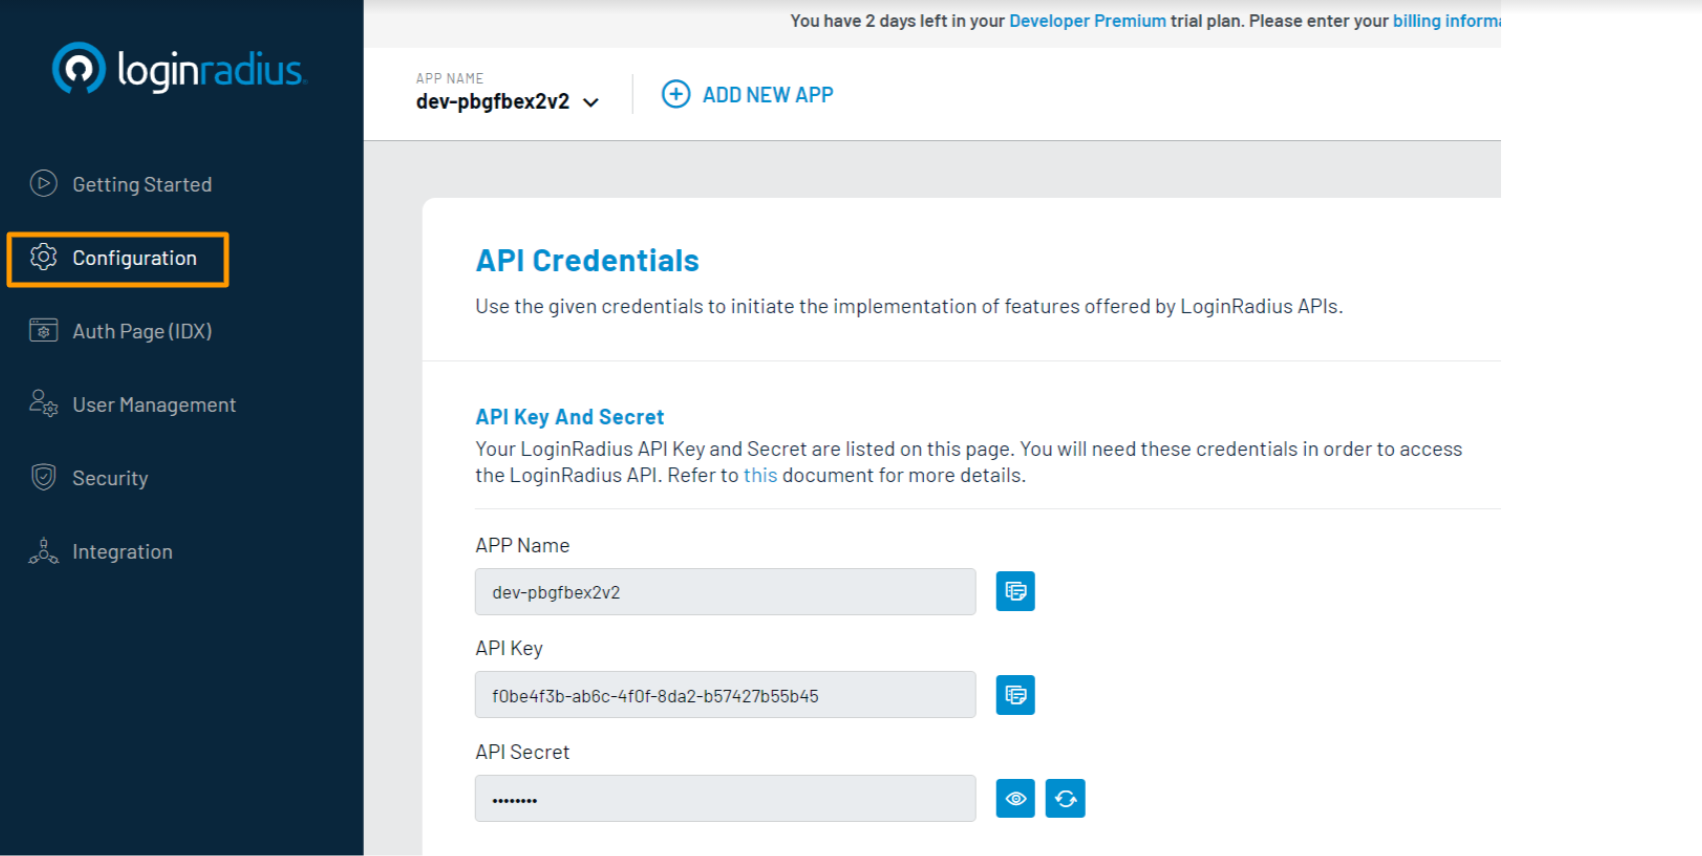 You have 2 days left in your Developer Premium trial plan. Please enter your billing
loginradius
APP NAME
dev-pbgfbex2v2
ADD NEW APP
Getting Started
Configuration
Auth Page (IDX)
User Management
Security
Integration
API Credentials
Use the given credentials to initiate the implementation of features offered by LoginRadius APIs.
API Key And Secret
Your LoginRadius API Key and Secret are listed on this page. You will need these credentials in order to access
the LoginRadius API. Refer to this document for more details.
APP Name
dev-pbgfbex2v2
API Key
f0be4f3b-ab6c-4f0f-8da2-b57427b55b45
API Secret
••••••••